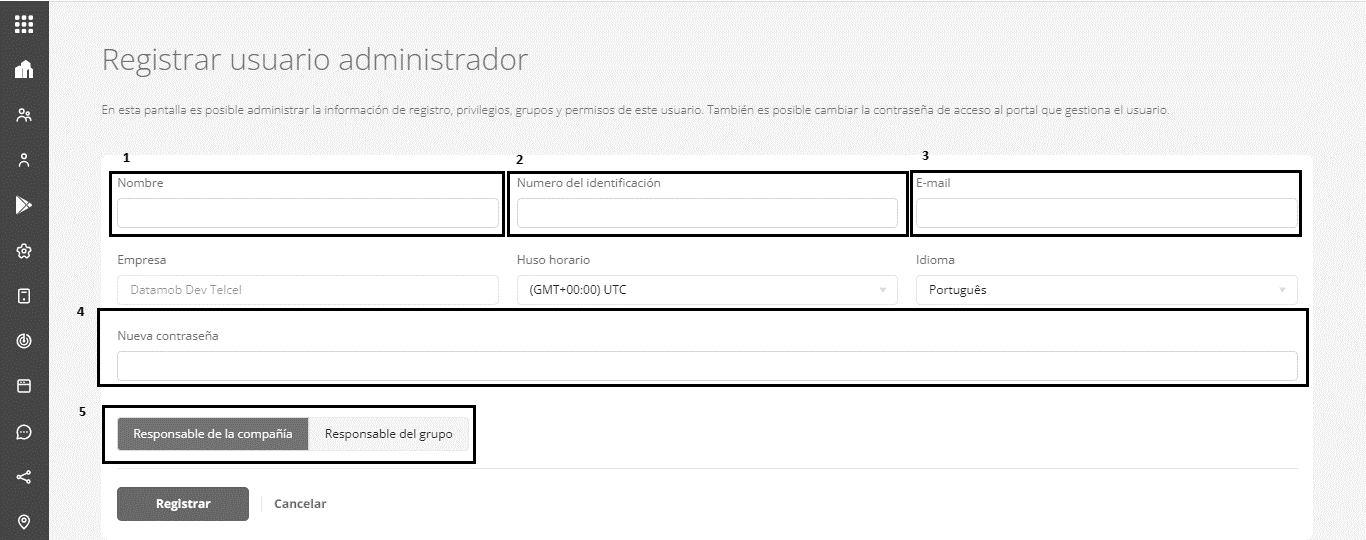 Registrar usuario administrador
En esta pantalla es posible administrar la información de registro, privilegios, grupos y permisos de este usuario. También es posible cambiar la contraseña de acceso al portal que gestiona el usuario.
1 2 3
Nombre Numero del identificación E-mail
Empresa Huso horario Idioma
Datamob Dev Telcel (GMT+00:00) UTC Português
4
Nueva contraseña
5
Responsable de la compañía Responsable del grupo
Registrar Cancelar